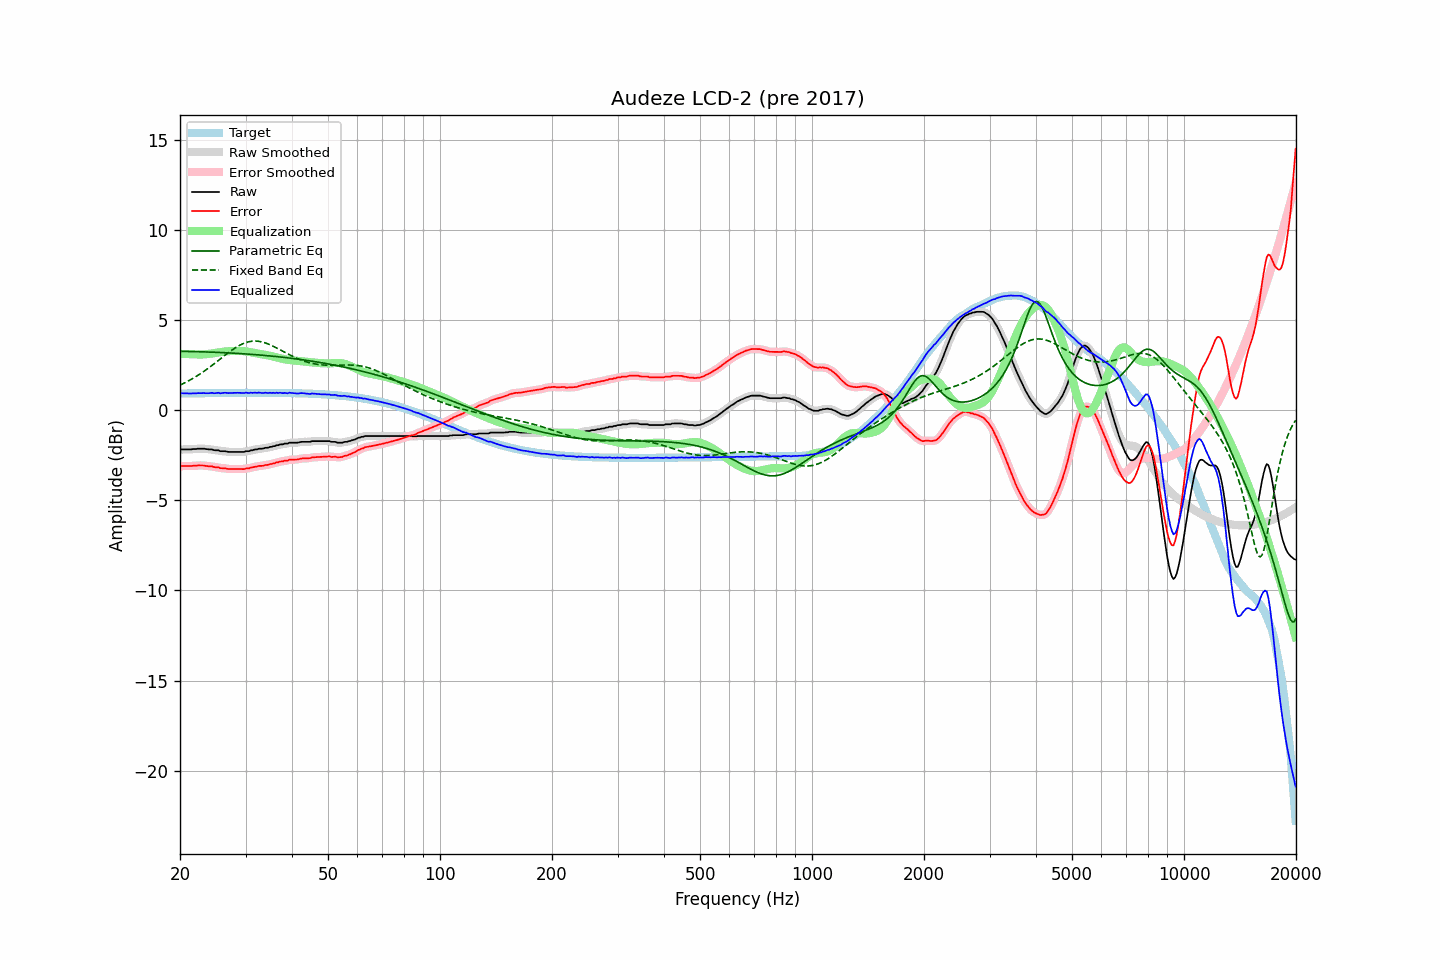 Audeze LCD-2 (pre 2017)
Target
Raw Smoothed
Error Smoothed
Raw
Error
Equalization
Parametric Eq
Fixed Band Eq
Equalized
15
10
5
0
−5
−10
−15
−20
Amplitude (dBr)
20 50 100 200 500 1000 2000 5000 10000 20000
Frequency (Hz)